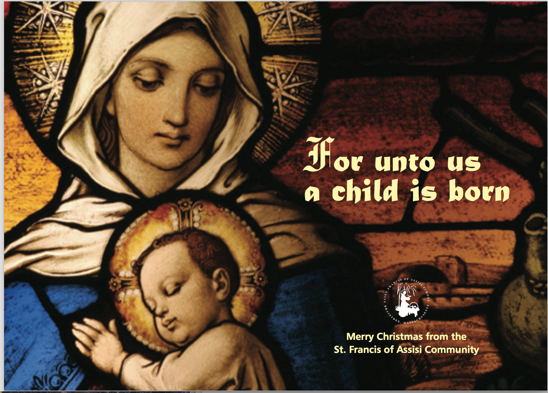 For unto us
a child is born
Merry Christmas from the
St. Francis of Assisi Community